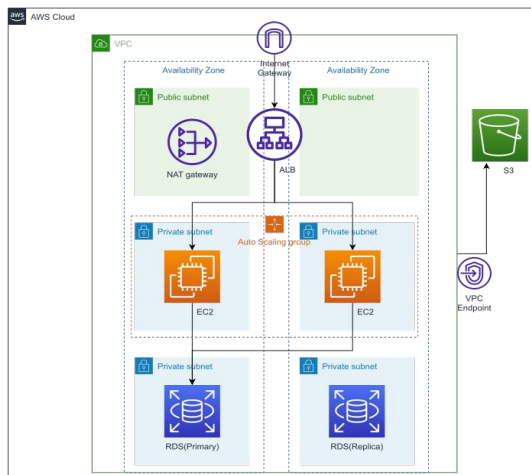 aws
AWS Cloud
VPC
Internet
Gateway
Availability Zone
Availability Zone
Public subnet
Public subnet
NAT gateway
ALB
S3
Private subnet
Private subnet
Auto Scaling group
EC2
EC2
VPC
Endpoint
Private subnet
Private subnet
RDS(Primary)
RDS(Replica)